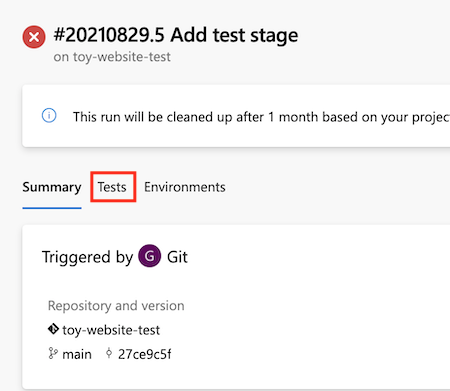 #20210829.5 Add test stage
on toy-website-test
This run will be cleaned up after 1 month based on your projec
Summary Tests Environments
Triggered by G Git
Repository and version
toy-website-test
main 27ce9c5f